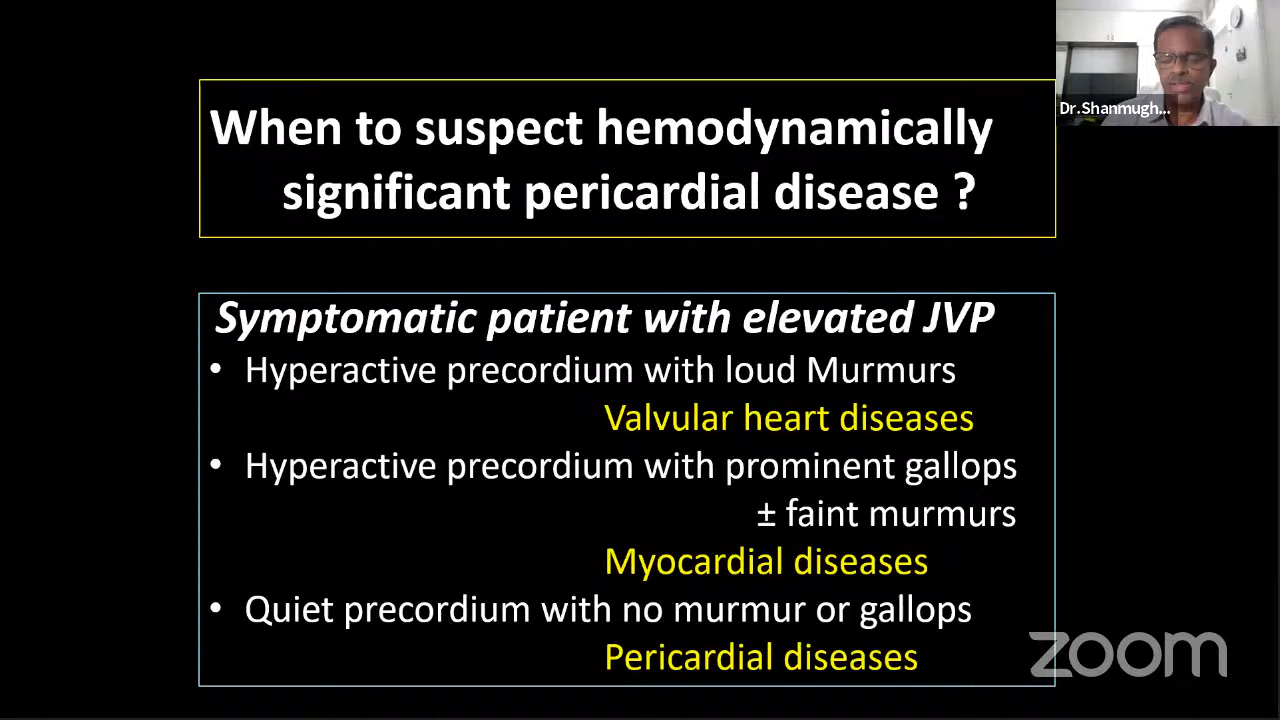 Dr.Shanmugh...
When to suspect hemodynamically
significant pericardial disease ?
Symptomatic patient with elevated JVP
• Hyperactive precordium with loud Murmurs
Valvular heart diseases
• Hyperactive precordium with prominent gallops
± faint murmurs
Myocardial diseases
• Quiet precordium with no murmur or gallops
Pericardial diseases
zoom